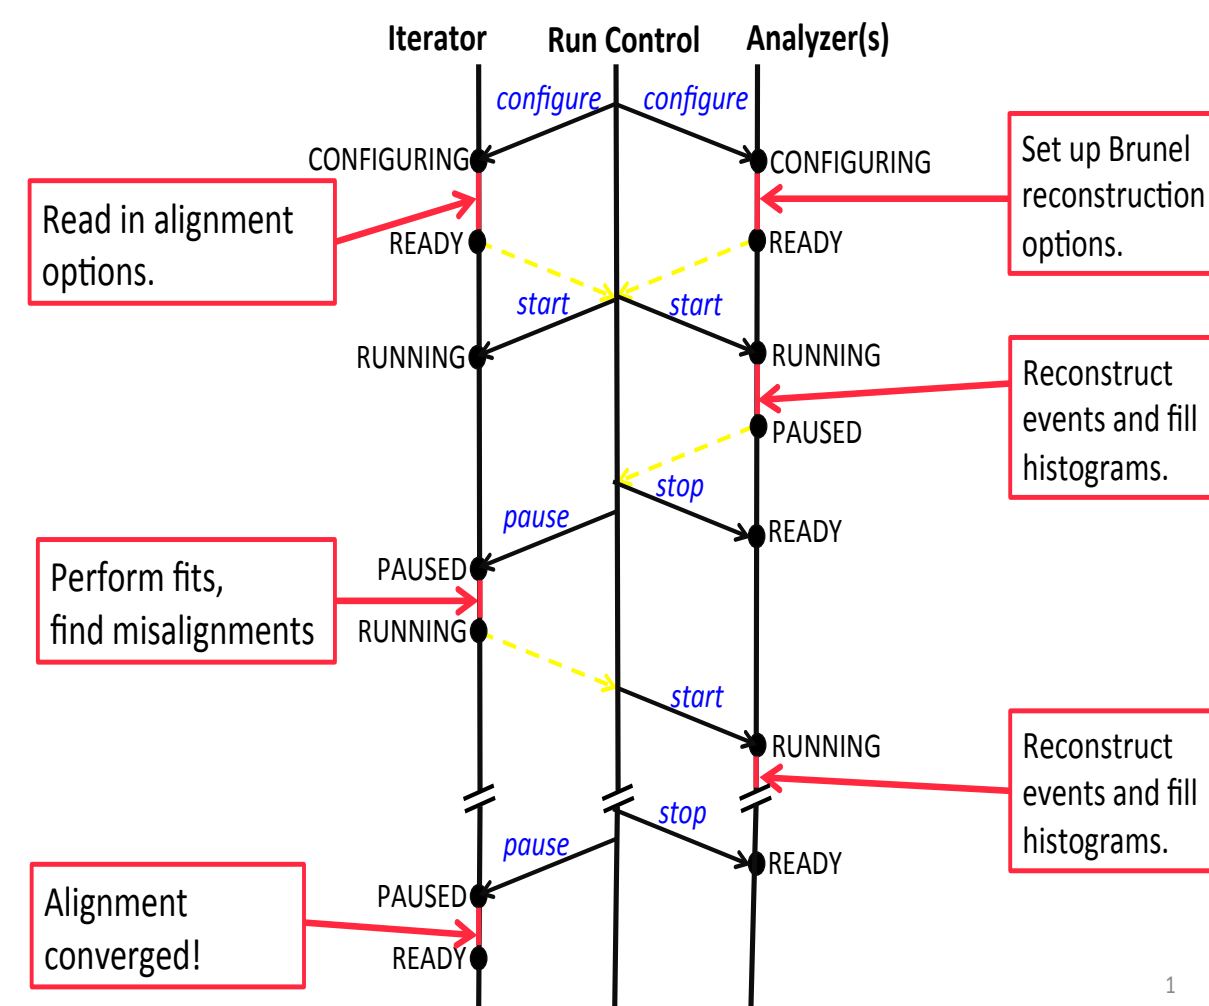 Iterator Run Control Analyzer(s)
configure configure
CONFIGURING CONFIGURING
Set up Brunel
reconstruction
options.
Read in alignment
options.
READY READY
start start
RUNNING RUNNING
Reconstruct
events and fill
histograms.
PAUSED
stop
pause
READY
PAUSED
Perform fits,
find misalignments
RUNNING
start
RUNNING
Reconstruct
events and fill
histograms.
stop
pause
READY
PAUSED
Alignment
converged!
READY
1